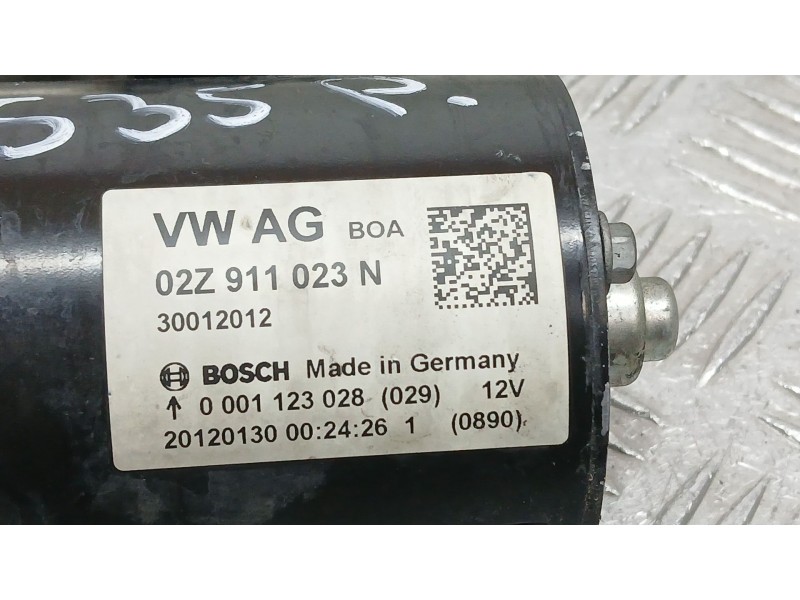 535 P.
VW AG BOA
02Z 911 023 N
30012012
BOSCH Made in Germany
↑ 0 001 123 028 (029) 12V
20120130 00:24:26 1 (0890)